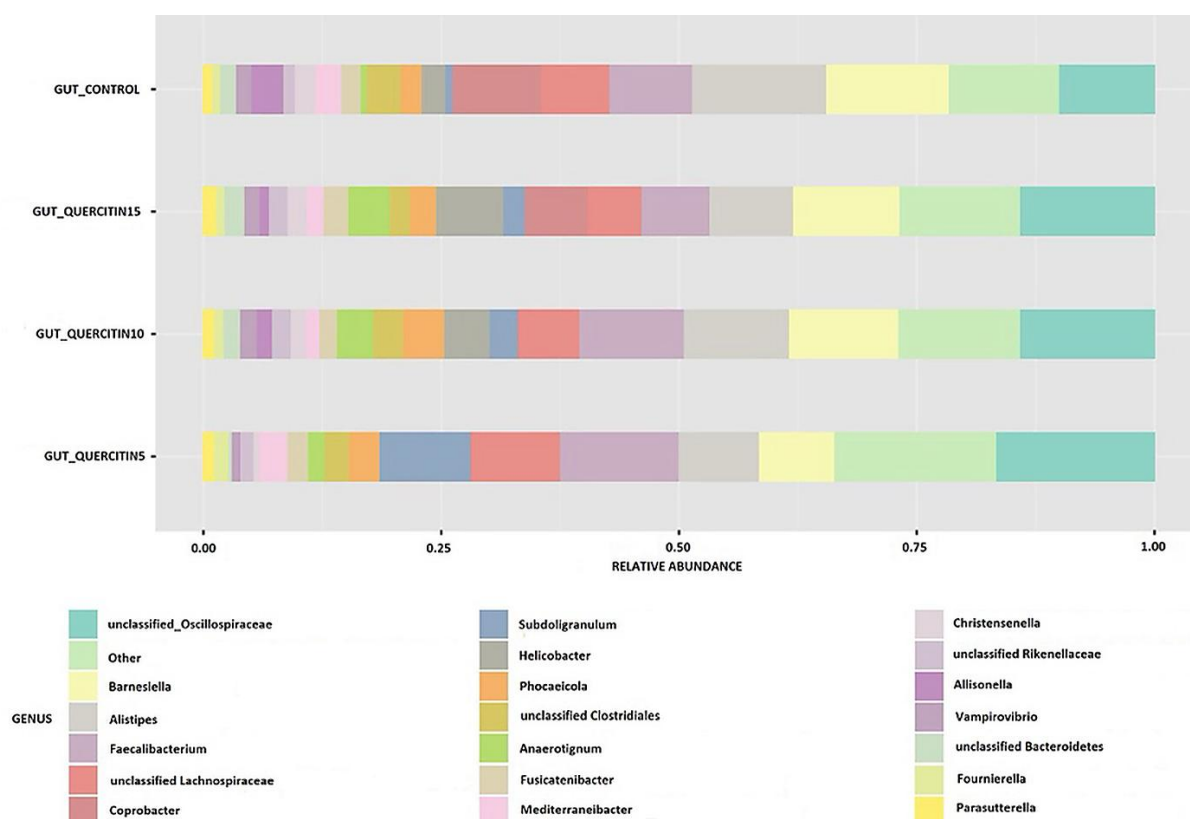 GUT_CONTROL
GUT_QUERCITIN15
GUT_QUERCITIN10
GUT_QUERCITIN5
0.00 0.25 0.50 0.75 1.00
RELATIVE ABUNDANCE
GENUS
unclassified_Oscillospiraceae
Other
Barneslella
Alistipes
Faecalibacterium
unclassified Lachnospiraceae
Coprobacter
Subdoligranulum
Helicobacter
Phocaeicola
unclassified Clostridiales
Anaerotignum
Fusicatenibacter
Mediterraneibacter
Christensenella
unclassified Rikenellaceae
Allisonella
Vampirovibrio
unclassified Bacteroidetes
Fournierella
Parasutterella